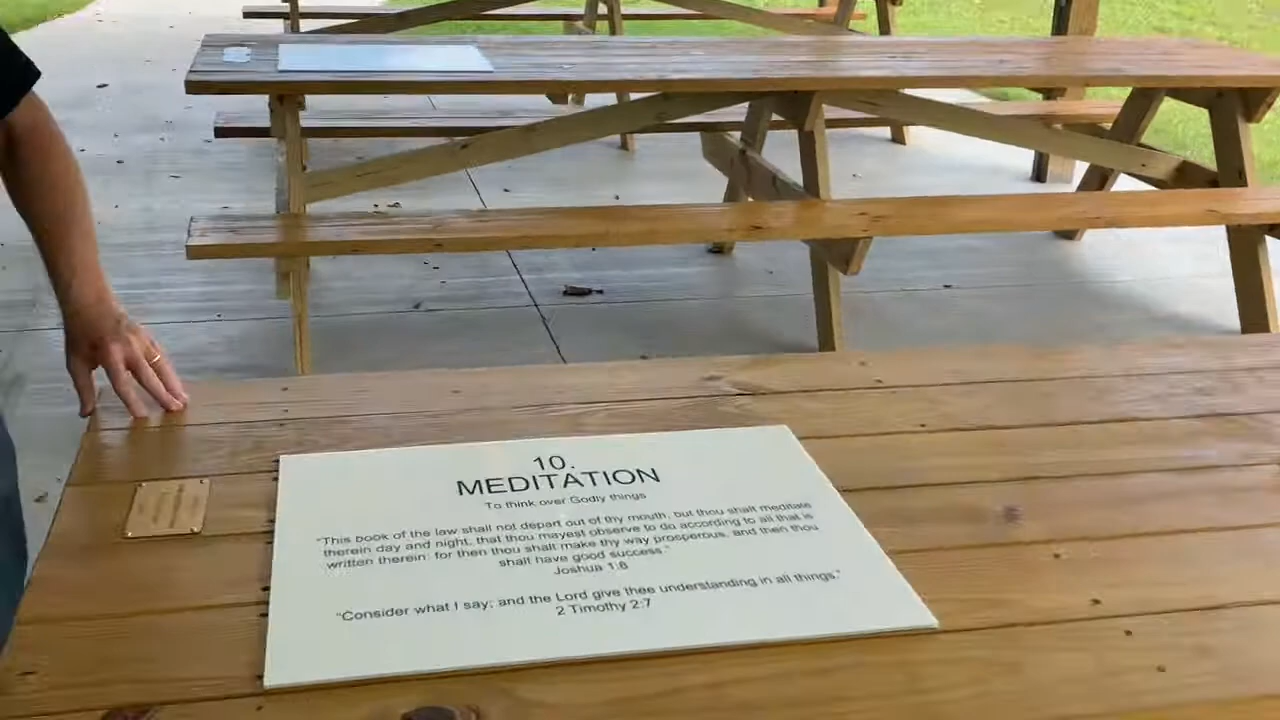 10.
MEDITATION
To think over Godly things
"This book of the law shall not depart out of thy mouth, but thou shalt meditate
therein day and night, that thou mayest observe to do according to all that is
written therein: for then thou shalt make thy way prosperous, and then thou
shalt have good success."
Joshua 1:8
"Consider what I say; and the Lord give thee understanding in all things."
2 Timothy 2:7